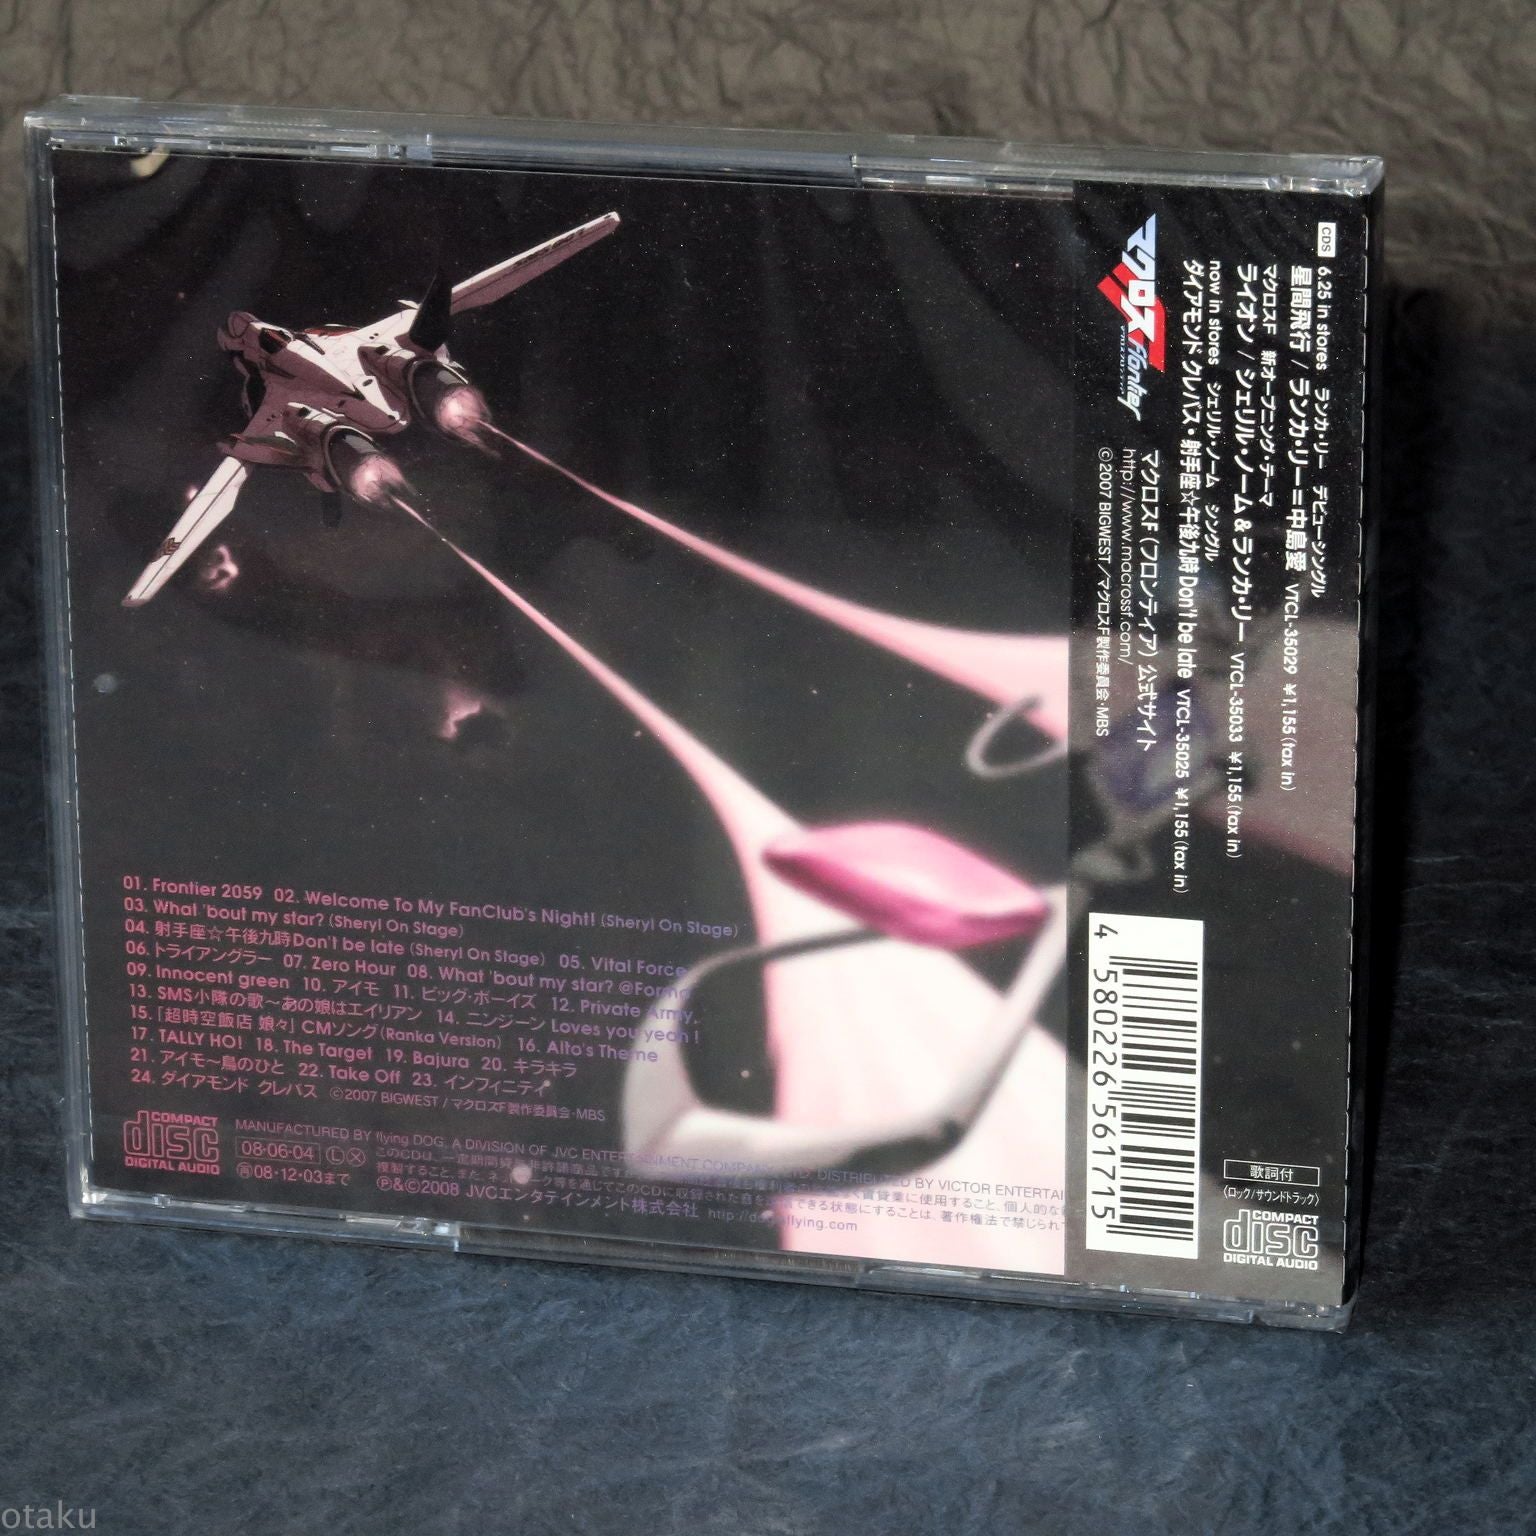 01. Frontier 2059 02. Welcome To My FanClub's Night! (Sheryl On Stage)
03. What 'bout my star? (Sheryl On Stage)
04. 射手座☆午後九時Don't be late (Sheryl On Stage) 05. Vital Force
06. トライアングラー 07. Zero Hour 08. What 'bout my star? @Formo
09. Innocent green 10. アイモ 11. ビッグ・ボーイズ 12. Private Army
13. SMS小隊の歌〜あの娘はエイリアン 14. ニンジーン Loves you yeah!
15. 「超時空飯店 娘々」CMソング(Ranka Version) 16. Alto's Theme
17. TALLY HO! 18. The Target 19. Bajura 20. キラキラ
21. アイモ〜鳥のひと 22. Take Off 23. インフィニティ
24. ダイアモンド クレバス ©2007 BIGWEST / マクロスF製作委員会・MBS
COMPACT
disc
DIGITAL AUDIO
MANUFACTURED BY flying DOG, A DIVISION OF JVC ENTERTAINMENT COMPANY DISTRIBUTED BY VICTOR ENTERTAI
08・06・04 Ⓛ Ⓧ
08・12・03まで
Ⓟ&©2008 JVCエンタテインメント株式会社
CDS 6.25 in stores ランカ・リー デビューシングル
星間飛行 / ランカ・リー=中島愛 VTCL-35029 ¥1,155 (tax in)
マクロスF 新オープニング・テーマ
ライオン / シェリル・ノーム&ランカ・リー VTCL-35033 ¥1,155 (tax in)
now in stores シェリル・ノーム シングル
ダイアモンド クレバス・射手座☆午後九時Don't be late VTCL-35025 ¥1,155 (tax in)
マクロス Frontier
マクロスF(フロンティア)公式サイト
http://www.macrossf.com/
©2007 BIGWEST / マクロスF製作委員会・MBS
4 580226 561715
歌詞付
(ロック/サウンドトラック)
COMPACT
disc
DIGITAL AUDIO
otaku